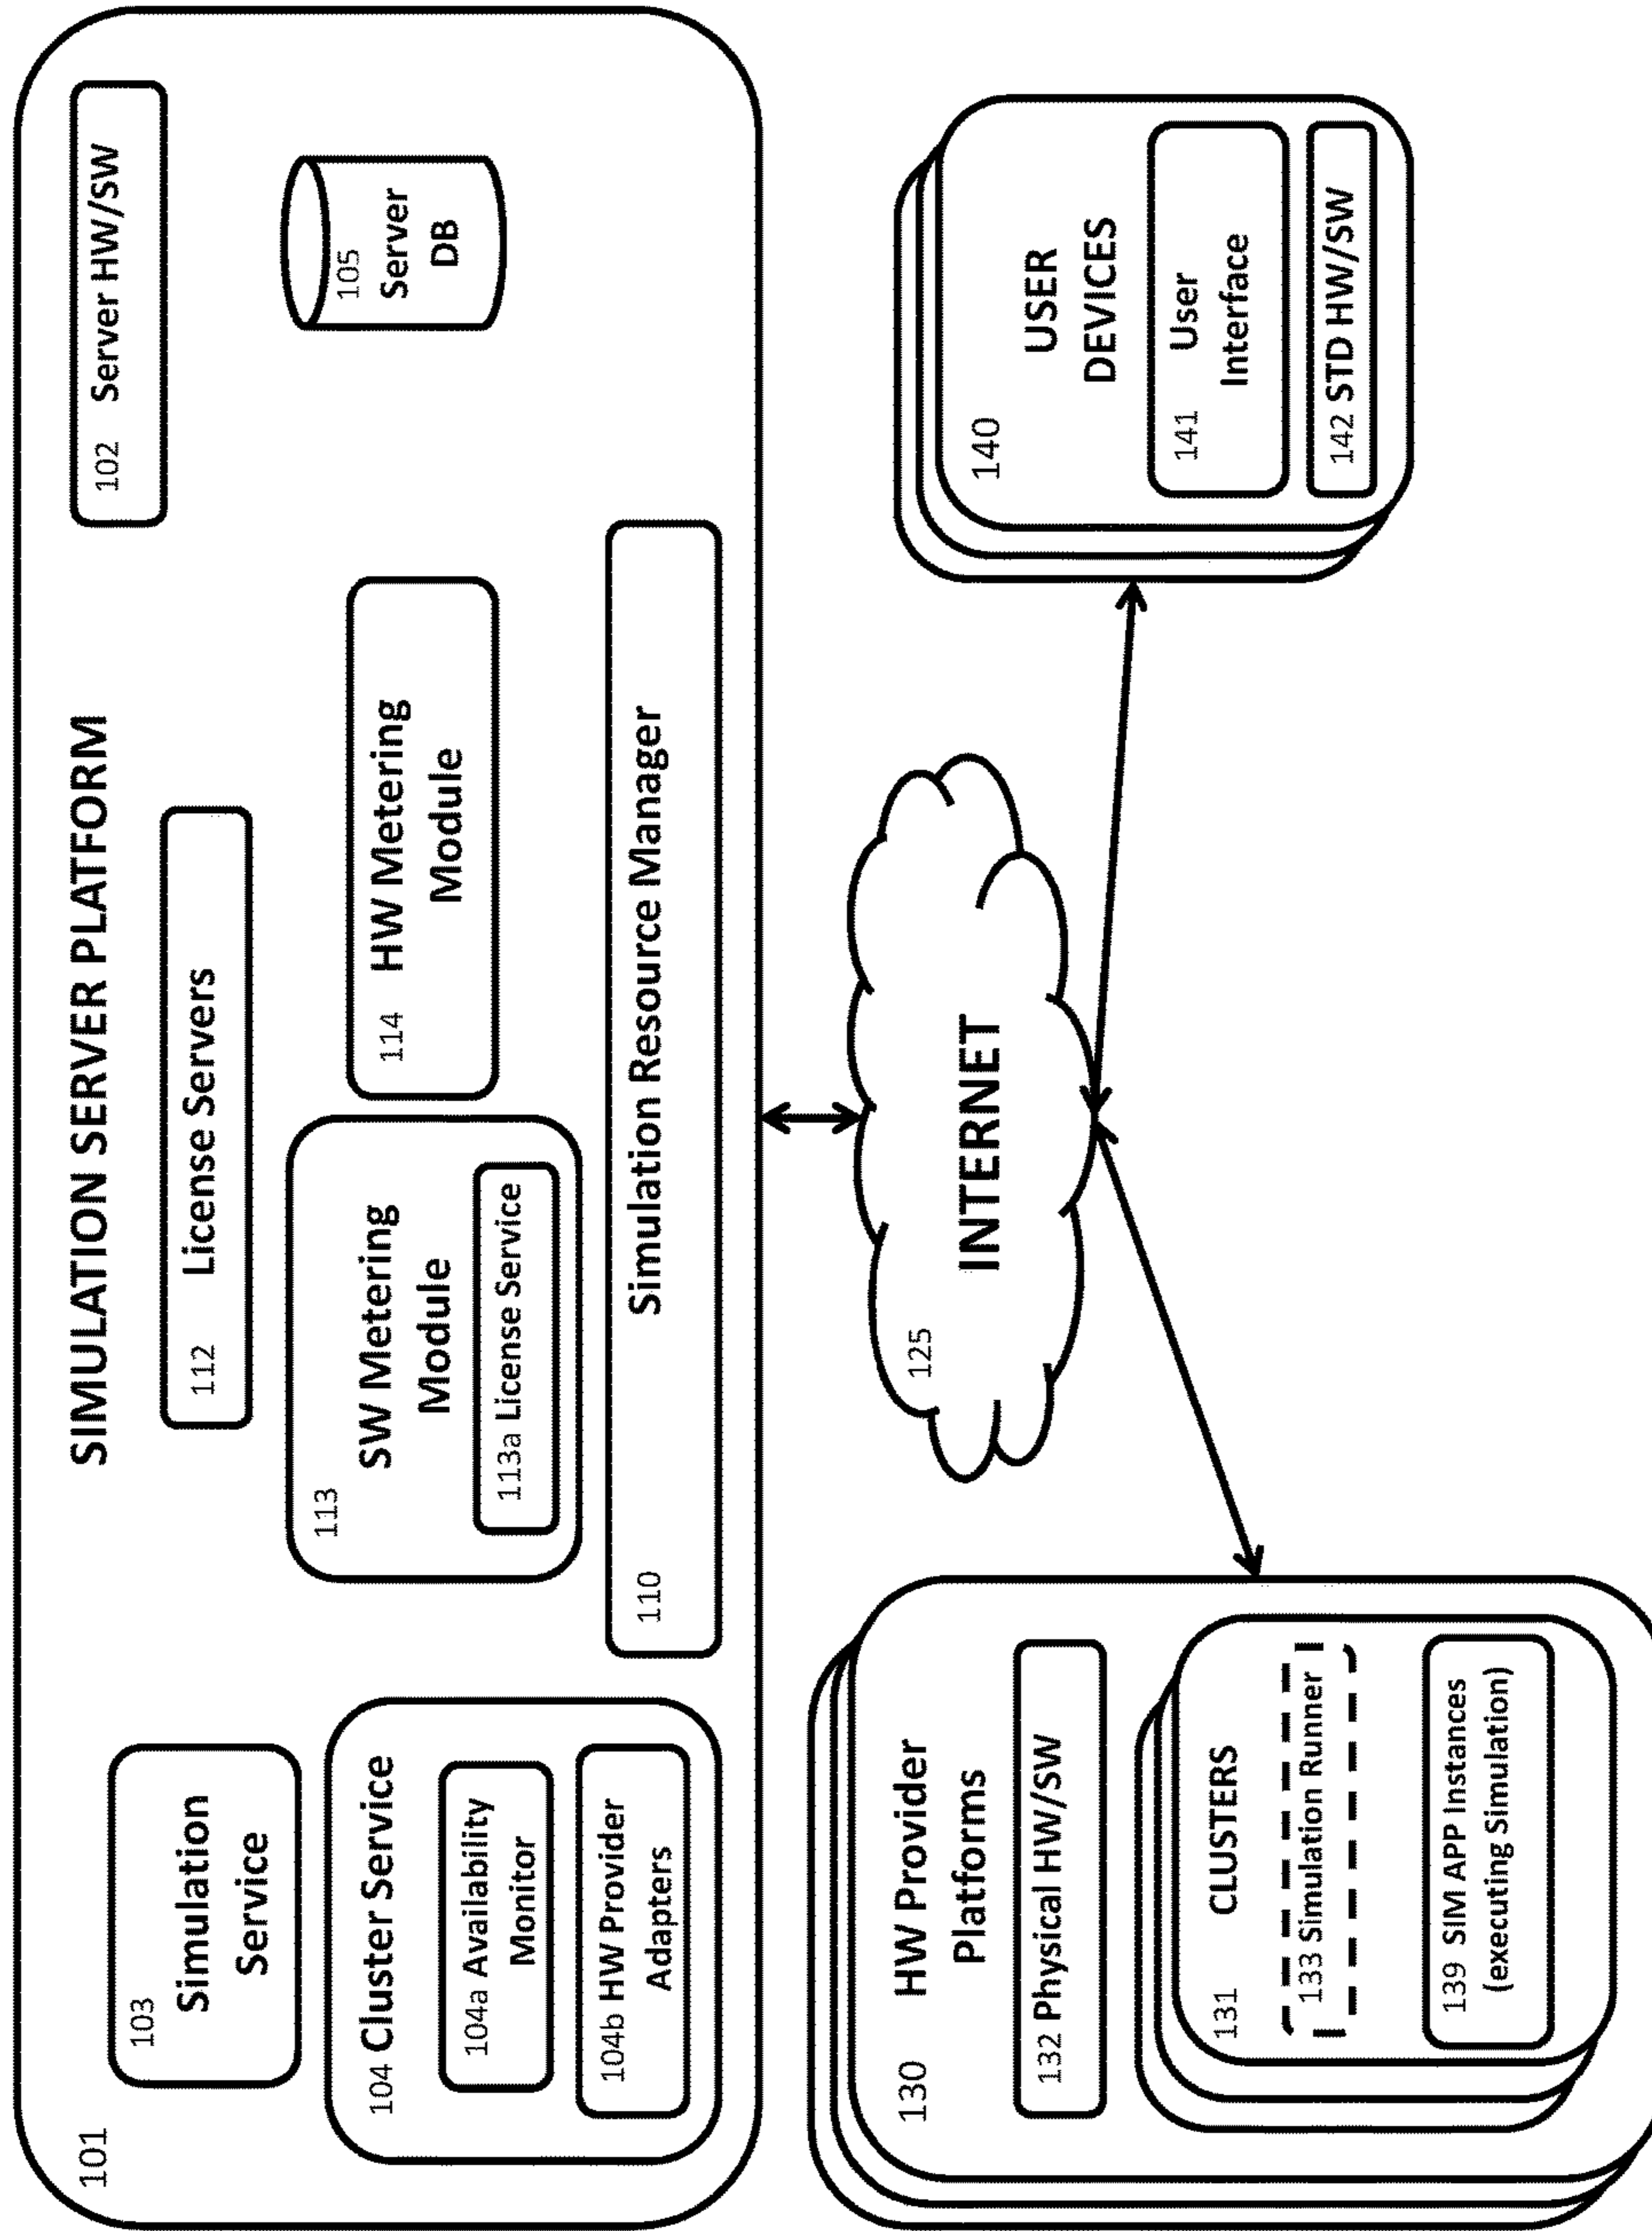 SIMULATION SERVER PLATFORM
101
103
Simulation
Service
104 Cluster Service
104a Availability
Monitor
104b HW Provider
Adapters
112 License Servers
113
SW Metering
Module
113a License Service
114 HW Metering
Module
102 Server HW/SW
105
Server
DB
110 Simulation Resource Manager
125
INTERNET
130 HW Provider
Platforms
132 Physical HW/SW
131 CLUSTERS
133 Simulation Runner
139 SIM APP Instances
(executing Simulation)
140 USER
DEVICES
141 User
Interface
142 STD HW/SW